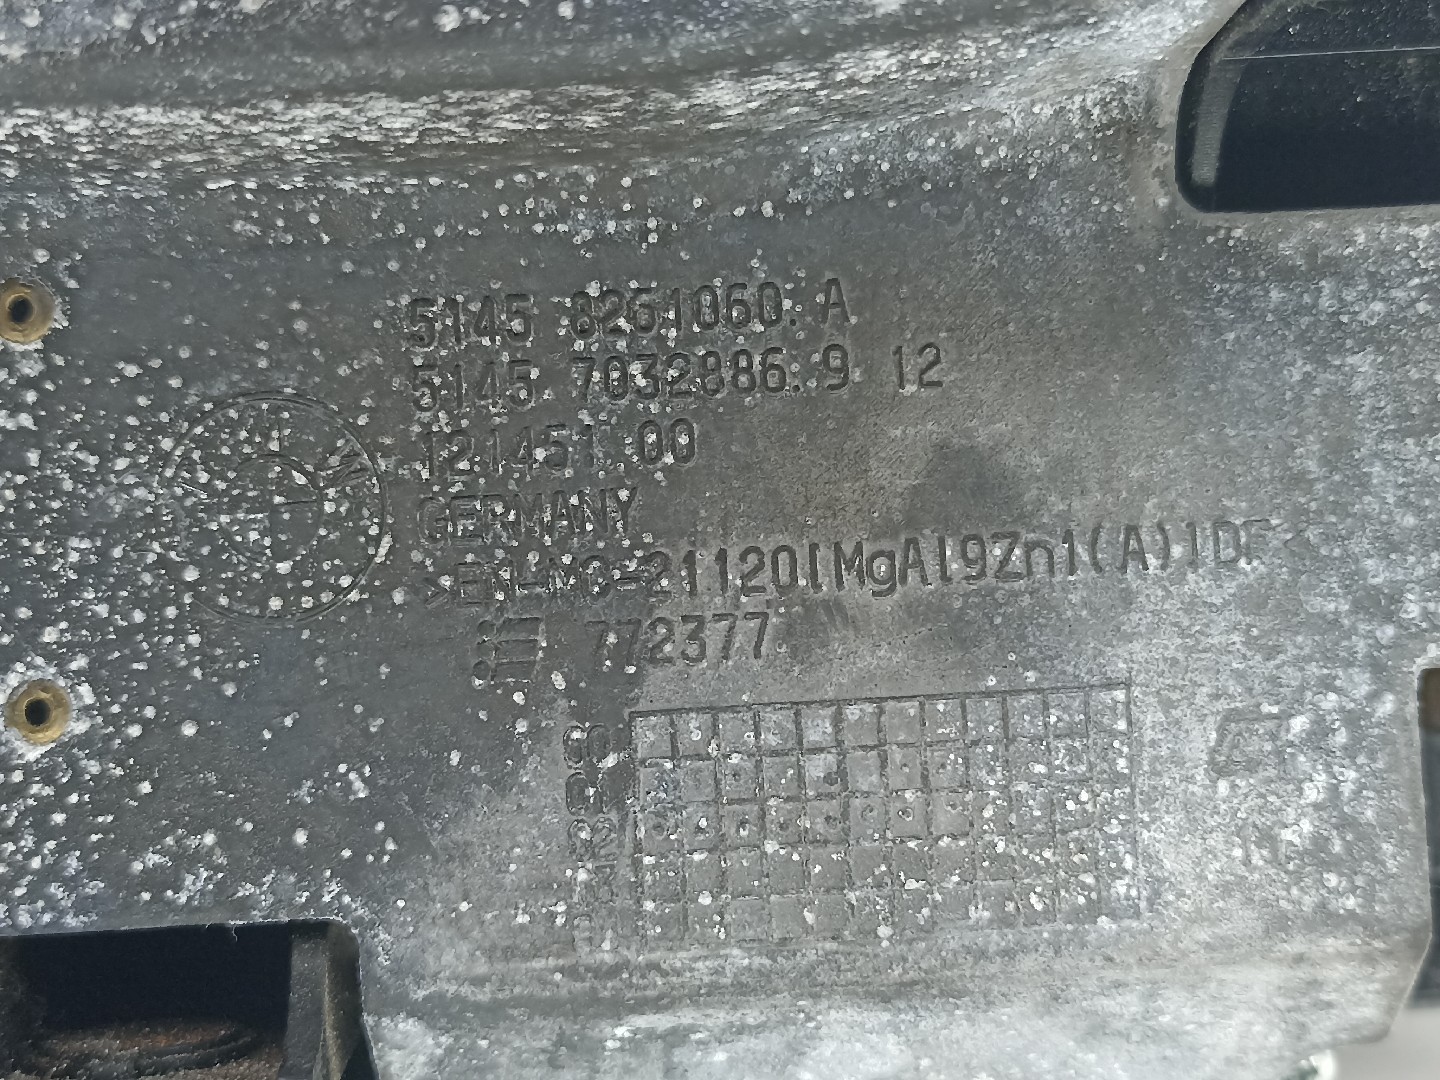 5145 8261060. A
5145 7032886.9 12
121451 00
GERMANY
>EN-MC-21120[MgAl9Zn1(A)]DF<
772377